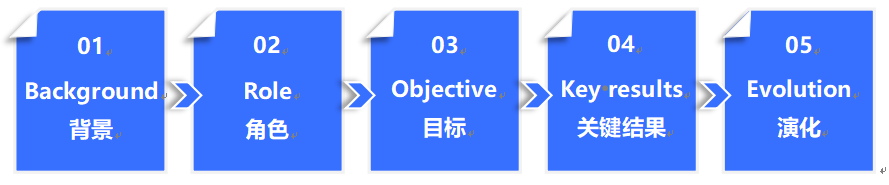 01
Background
背景
02
Role
角色
03
Objective
目标
04
Key results
关键结果
05
Evolution
演化